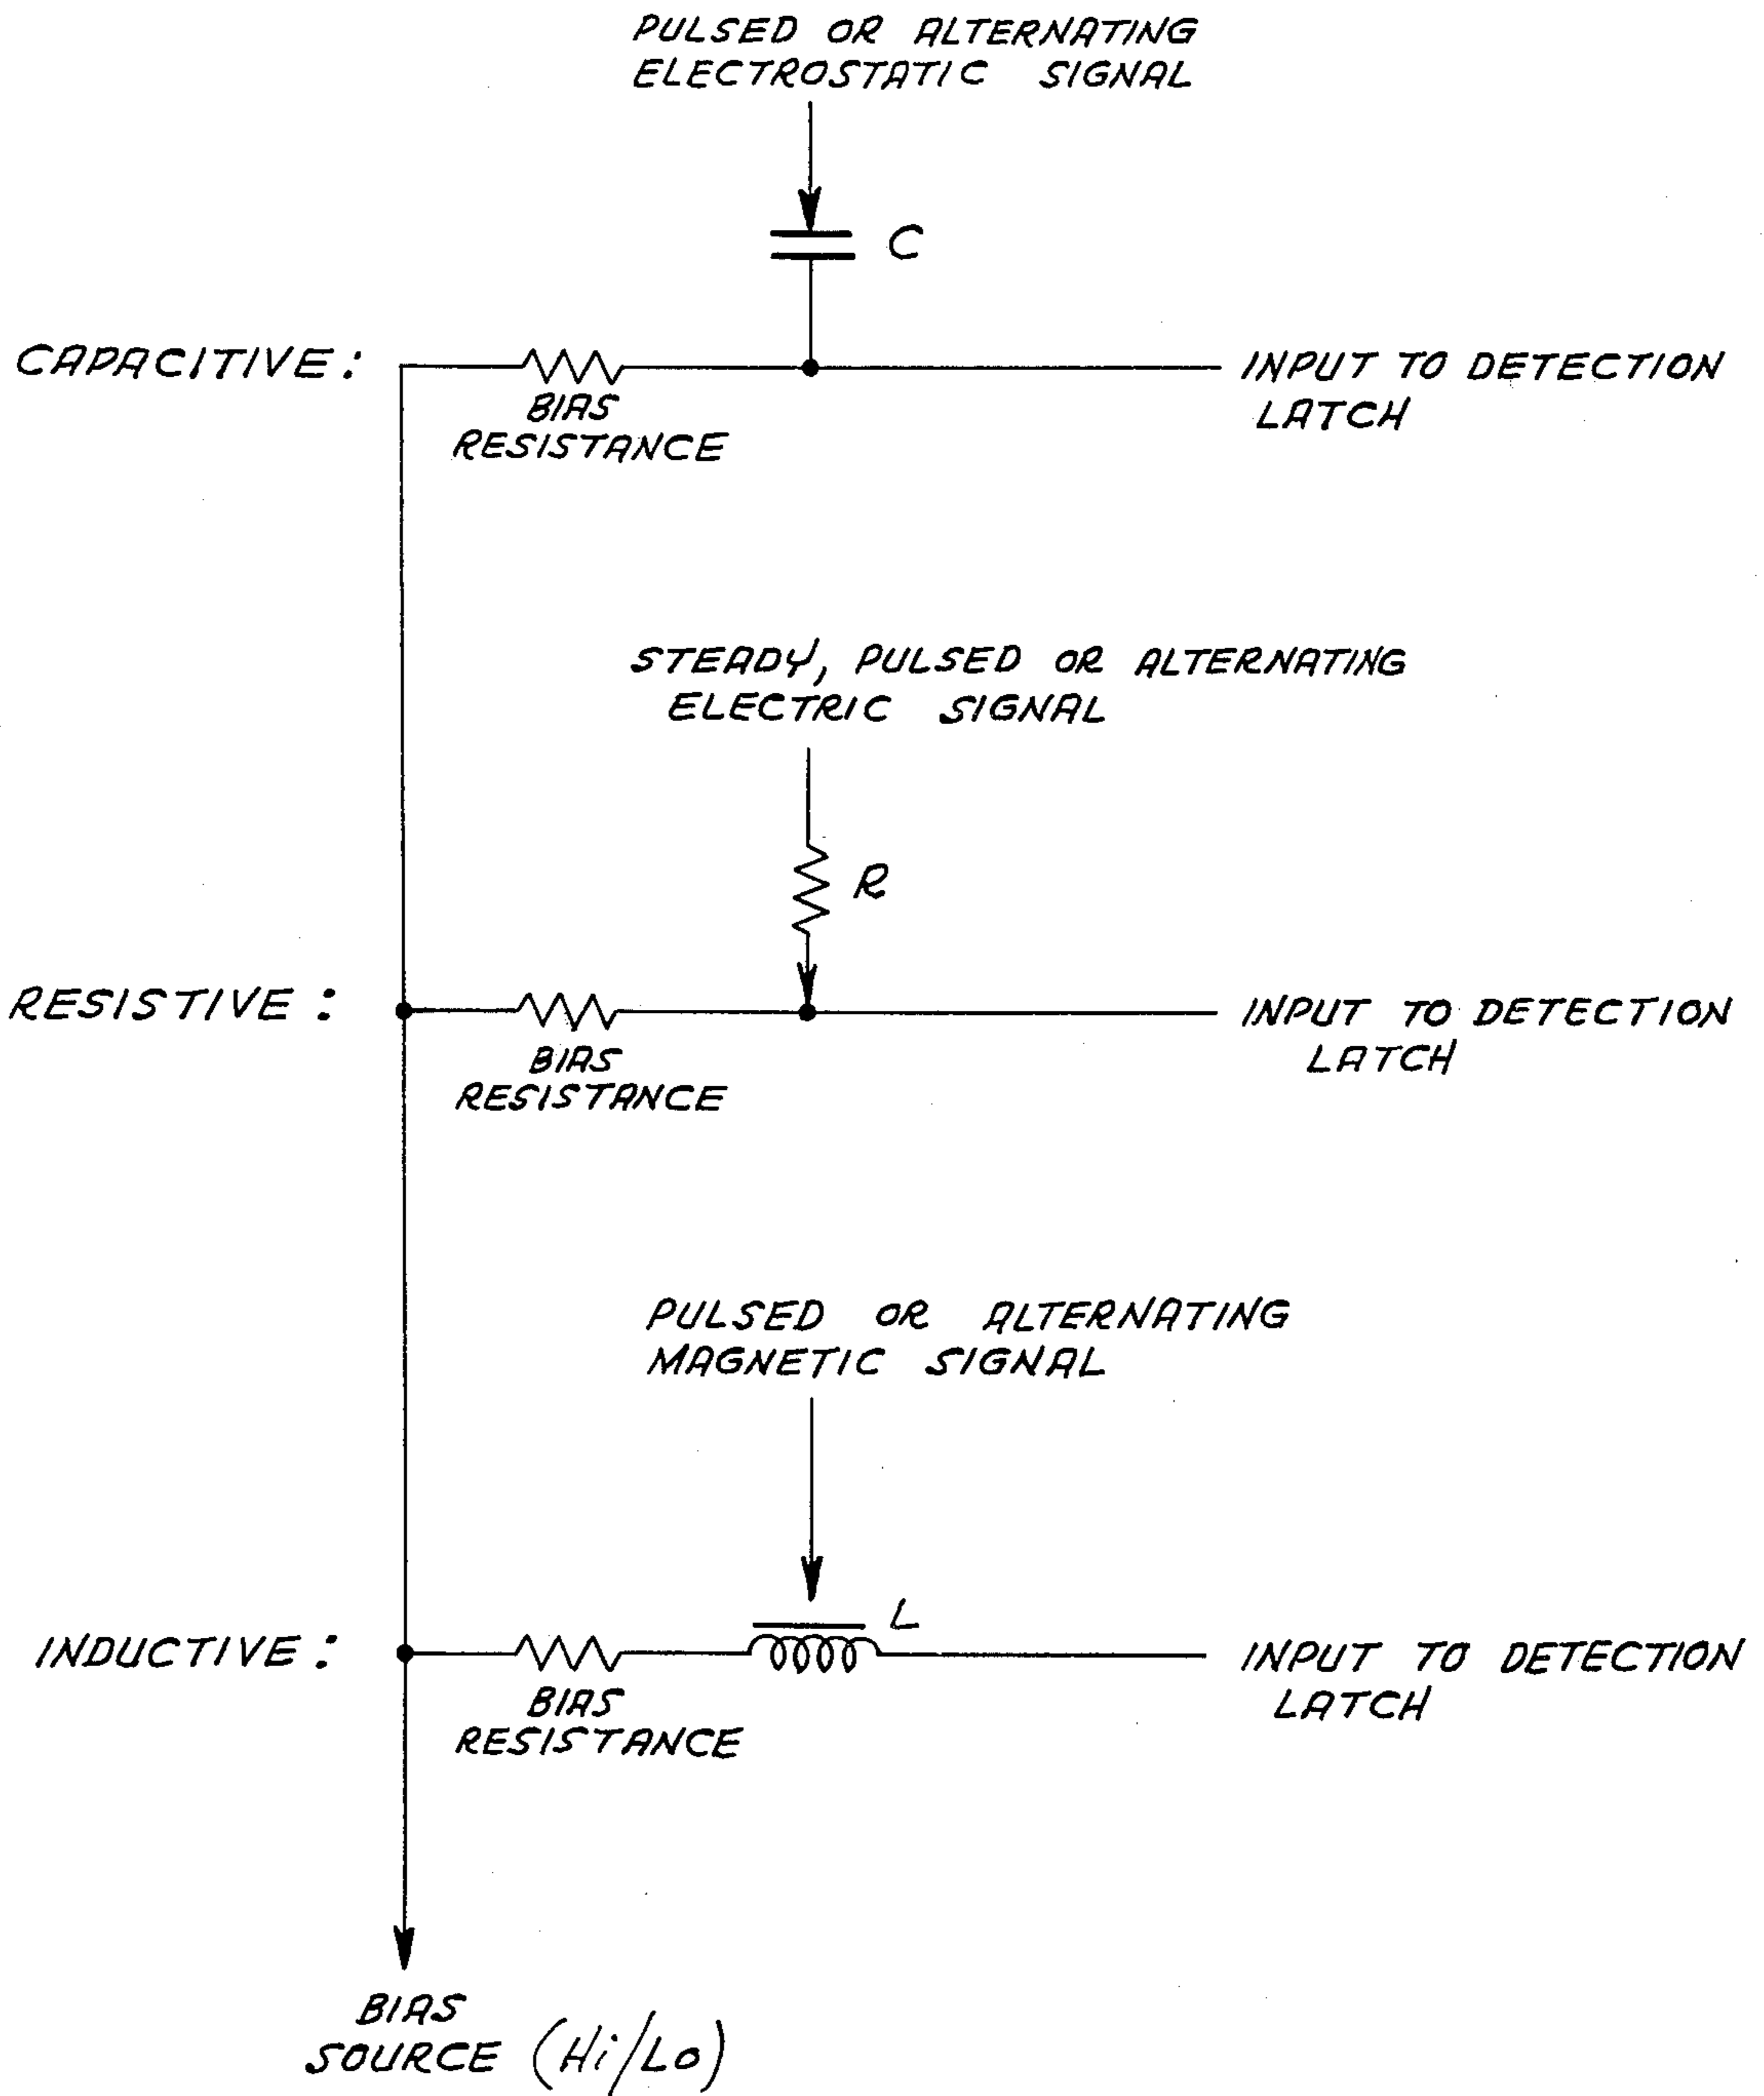 PULSED OR ALTERNATING
ELECTROSTATIC SIGNAL
C
CAPACITIVE:
BIAS
RESISTANCE
INPUT TO DETECTION
LATCH
STEADY, PULSED OR ALTERNATING
ELECTRIC SIGNAL
R
RESISTIVE:
BIAS
RESISTANCE
INPUT TO DETECTION
LATCH
PULSED OR ALTERNATING
MAGNETIC SIGNAL
L
INDUCTIVE:
BIAS
RESISTANCE
INPUT TO DETECTION
LATCH
BIAS
SOURCE (Hi/Lo)